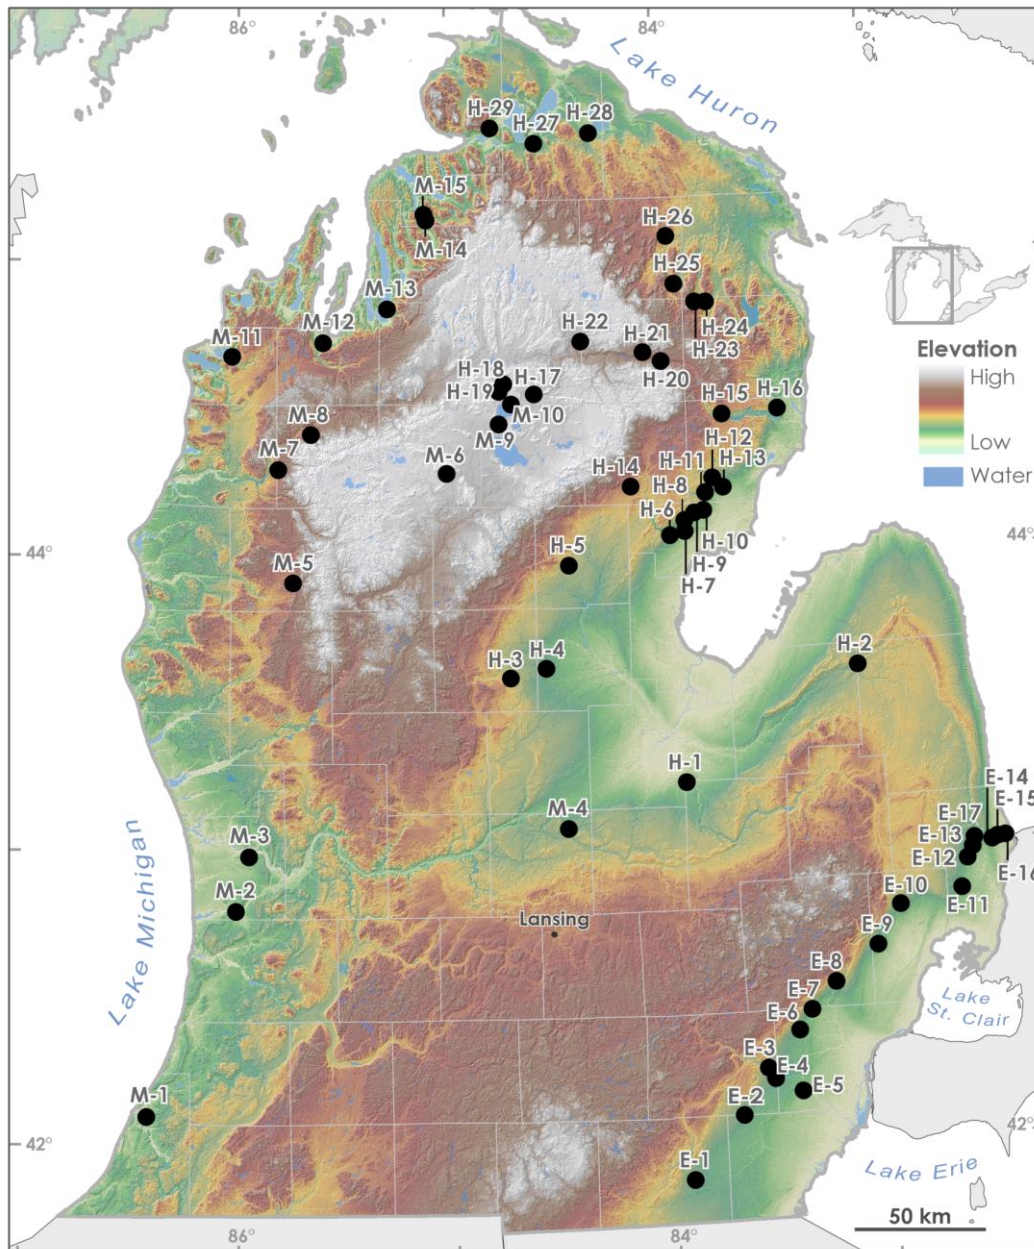 86°
84°
Lake Huron
H-29
H-27
H-28
M-15
M-14
H-26
H-25
M-13
H-24
H-23
M-12
M-11
H-22
H-21
H-20
Elevation
High
Low
Water
H-18
H-17
H-19
M-10
M-9
H-15
H-16
M-8
M-7
M-6
H-12
H-13
H-11
H-14
H-8
H-6
H-10
H-9
H-7
44°
44°
M-5
H-5
H-2
H-3
H-4
H-1
M-4
E-14
E-15
E-17
E-13
E-12
E-16
E-11
M-3
M-2
Lake Michigan
Lansing
E-10
E-9
E-8
E-7
E-6
Lake
St. Clair
E-3
E-4
E-5
E-2
M-1
42°
42°
E-1
Lake Erie
50 km
86°
84°